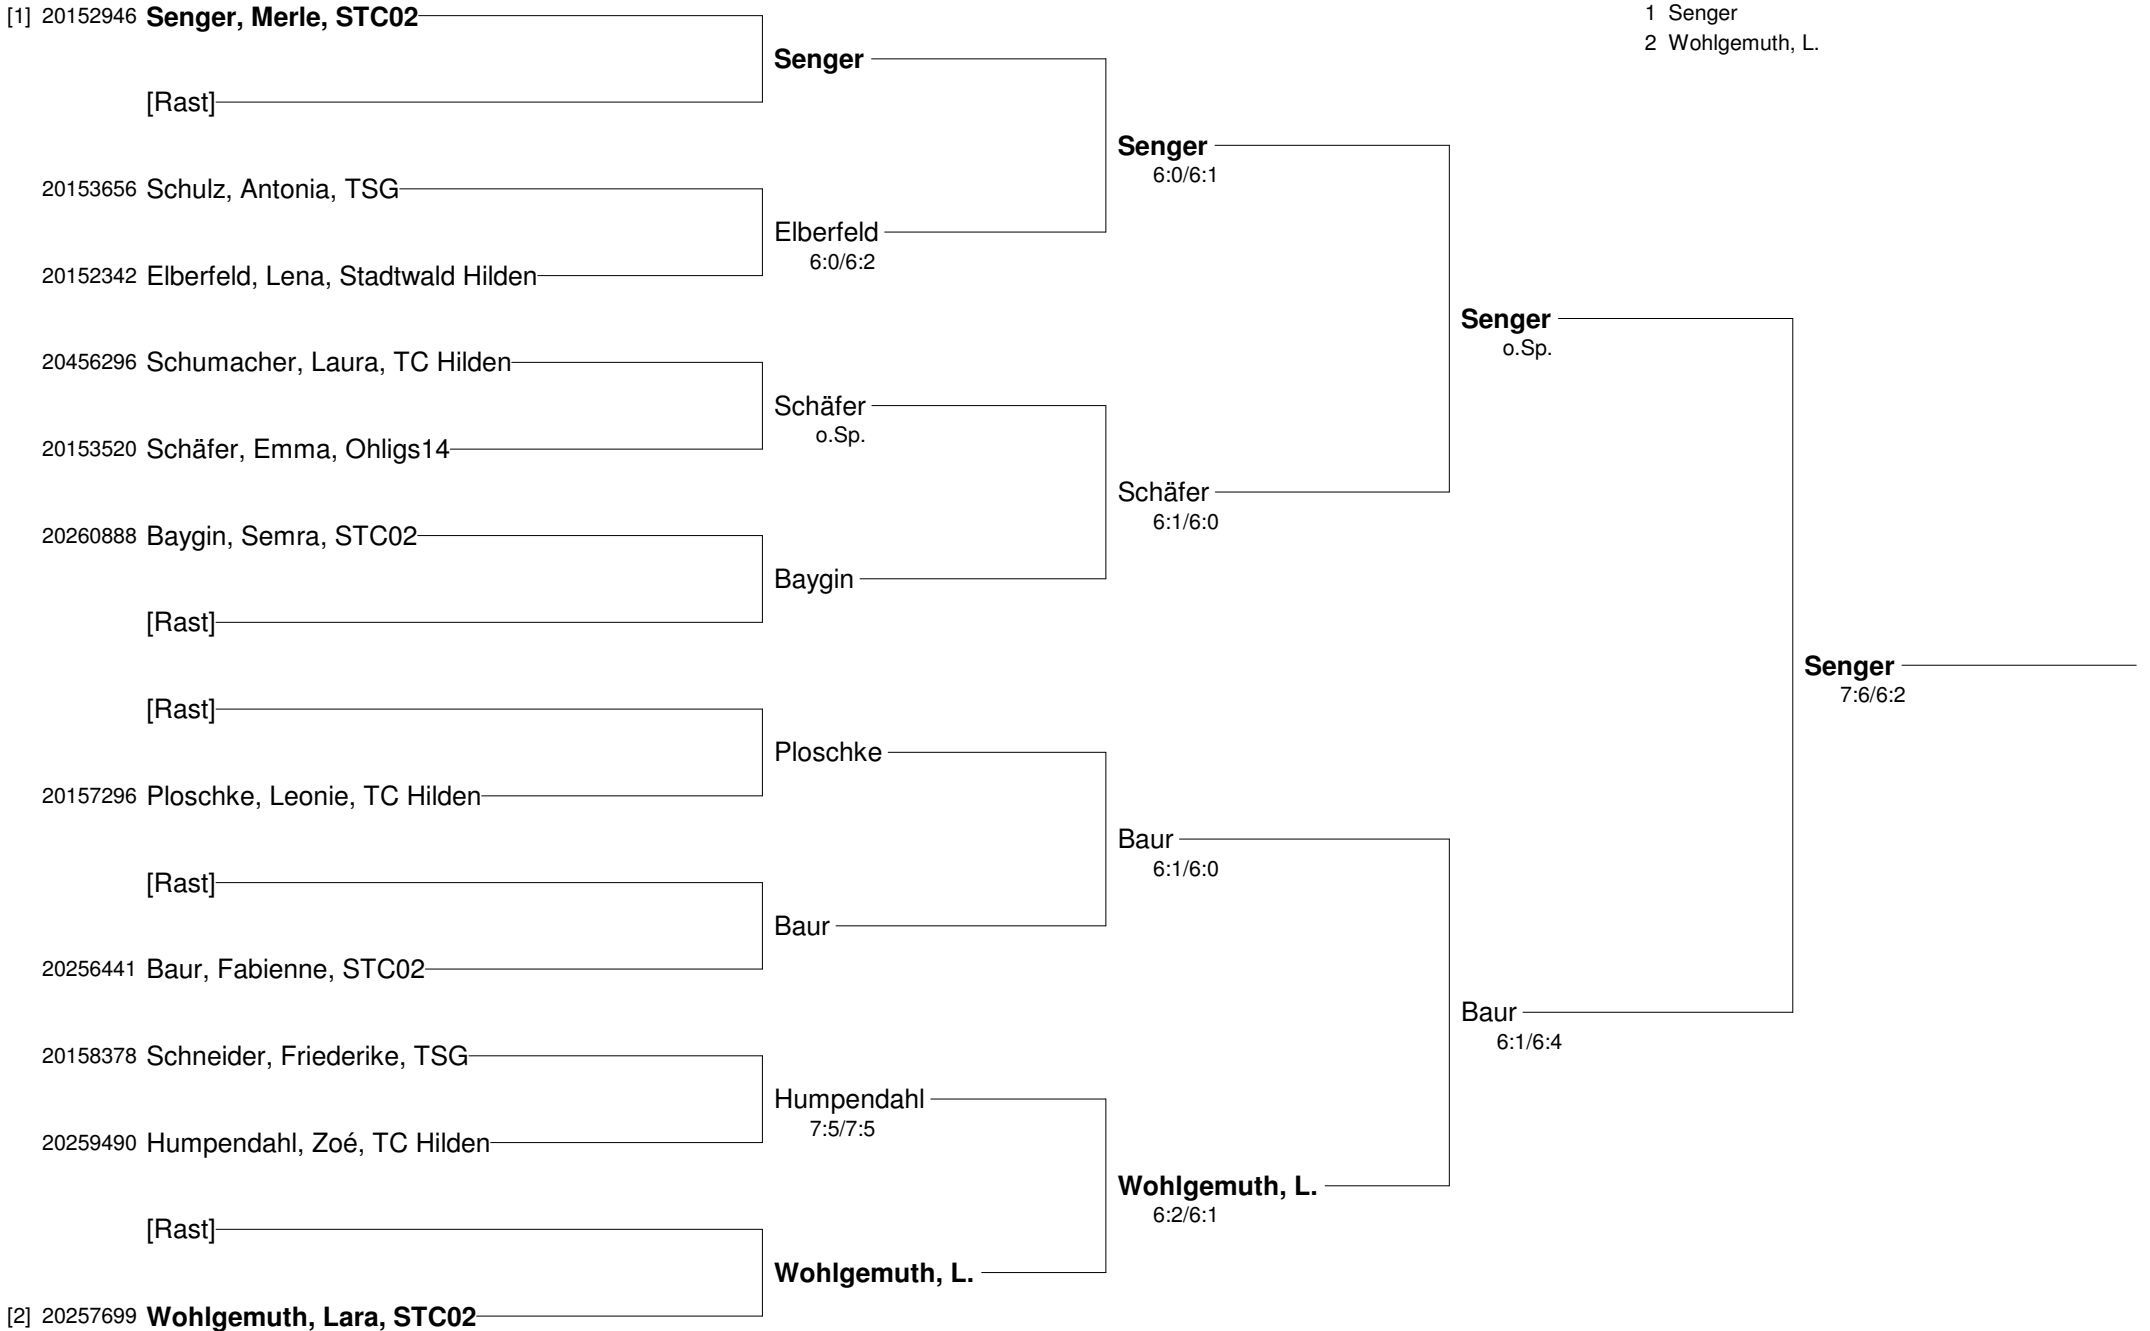 [1] 20152946 Senger, Merle, STC02
1 Senger
2 Wohlgemuth, L.
Senger
[Rast]
Senger
6:0/6:1
20153656 Schulz, Antonia, TSG
Elberfeld
6:0/6:2
20152342 Elberfeld, Lena, Stadtwald Hilden
Senger
o.Sp.
20456296 Schumacher, Laura, TC Hilden
Schäfer
o.Sp.
20153520 Schäfer, Emma, Ohligs14
Schäfer
6:1/6:0
20260888 Baygin, Semra, STC02
Baygin
[Rast]
Senger
7:6/6:2
[Rast]
Ploschke
20157296 Ploschke, Leonie, TC Hilden
Baur
6:1/6:0
[Rast]
Baur
20256441 Baur, Fabienne, STC02
Baur
6:1/6:4
20158378 Schneider, Friederike, TSG
Humpendahl
7:5/7:5
20259490 Humpendahl, Zoé, TC Hilden
Wohlgemuth, L.
6:2/6:1
[Rast]
Wohlgemuth, L.
[2] 20257699 Wohlgemuth, Lara, STC02